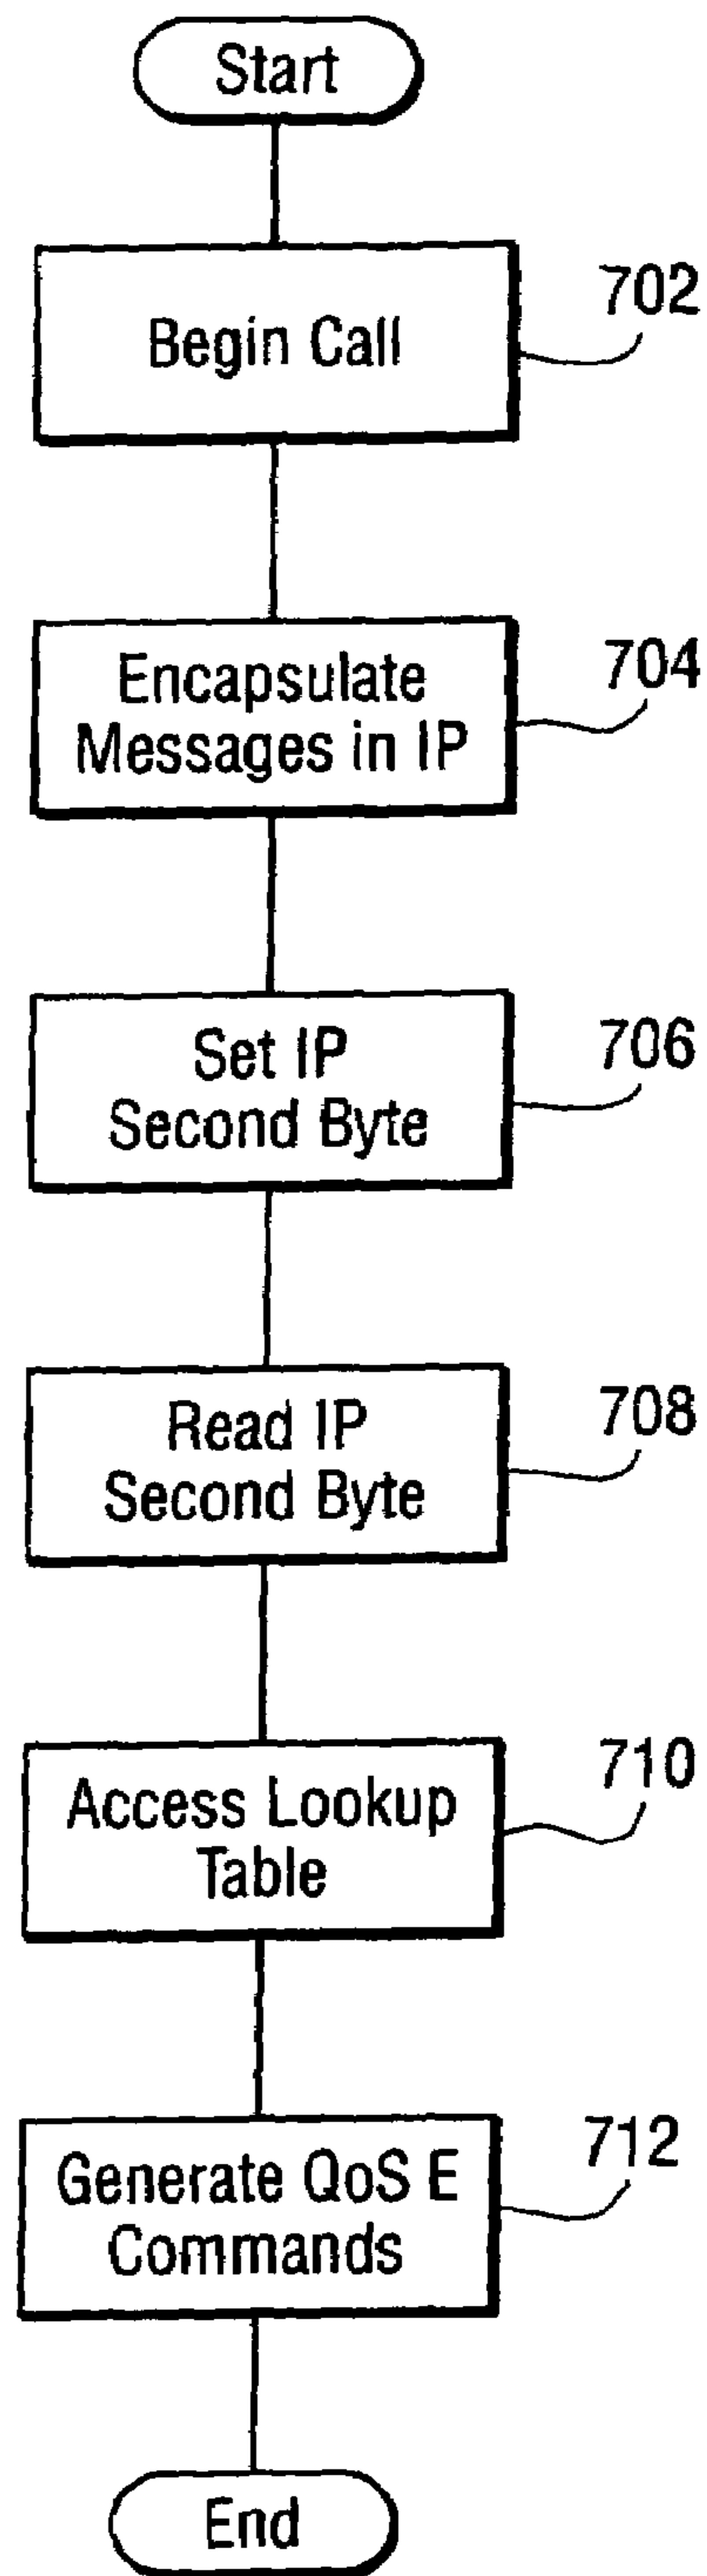 Start
Begin Call
702
Encapsulate
Messages in IP
704
Set IP
Second Byte
706
Read IP
Second Byte
708
Access Lookup
Table
710
Generate QoS E
Commands
712
End